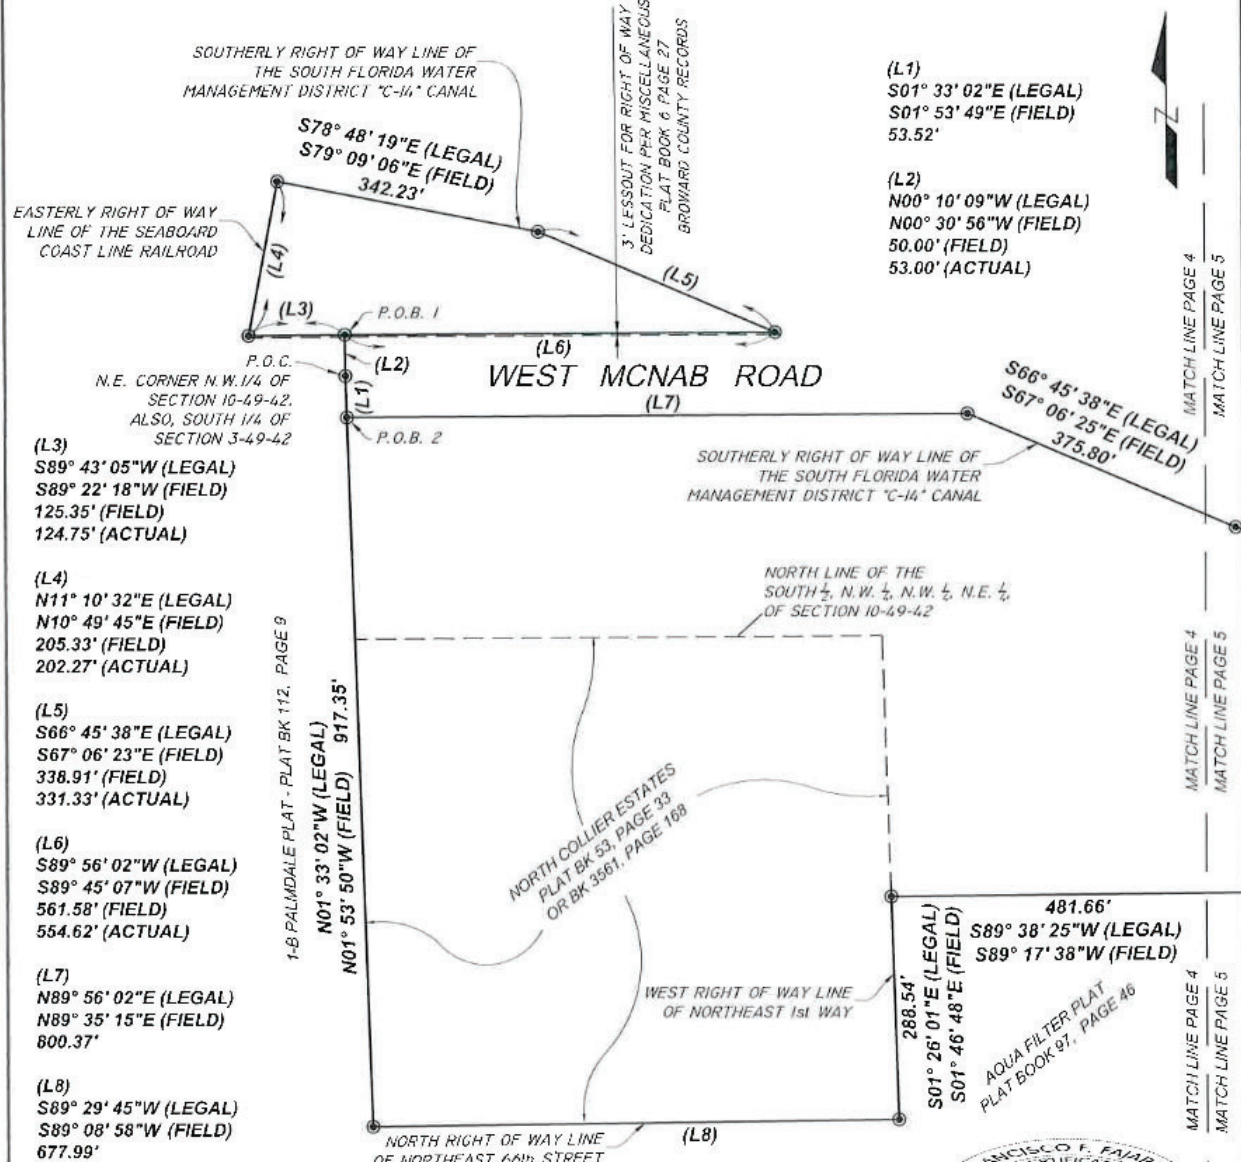 SOUTHERLY RIGHT OF WAY LINE OF
THE SOUTH FLORIDA WATER
MANAGEMENT DISTRICT "C-14" CANAL
S78° 48' 19"E (LEGAL)
S79° 09' 06"E (FIELD)
342.23'
3' LESSOUT FOR RIGHT OF WAY
DEDICATION PER MISCELLANEOUS
PLAT BOOK 6 PAGE 27
BROWARD COUNTY RECORDS
(L1)
S01° 33' 02"E (LEGAL)
S01° 53' 49"E (FIELD)
53.52'
(L2)
N00° 10' 09"W (LEGAL)
N00° 30' 56"W (FIELD)
50.00' (FIELD)
53.00' (ACTUAL)
Z
EASTERLY RIGHT OF WAY
LINE OF THE SEABOARD
COAST LINE RAILROAD
(L4)
(L3)
P.O.B. 1
(L5)
(L6)
P.O.C.
N.E. CORNER N.W. 1/4 OF
SECTION 10-49-42.
ALSO, SOUTH 1/4 OF
SECTION 3-49-42
(L2)
(L1)
WEST MCNAB ROAD
(L7)
P.O.B. 2
MATCH LINE PAGE 4
MATCH LINE PAGE 5
S66° 45' 38"E (LEGAL)
S67° 06' 25"E (FIELD)
375.80'
SOUTHERLY RIGHT OF WAY LINE OF
THE SOUTH FLORIDA WATER
MANAGEMENT DISTRICT "C-14" CANAL
(L3)
S89° 43' 05"W (LEGAL)
S89° 22' 18"W (FIELD)
125.35' (FIELD)
124.75' (ACTUAL)
(L4)
N11° 10' 32"E (LEGAL)
N10° 49' 45"E (FIELD)
205.33' (FIELD)
202.27' (ACTUAL)
(L5)
S66° 45' 38"E (LEGAL)
S67° 06' 23"E (FIELD)
338.91' (FIELD)
331.33' (ACTUAL)
(L6)
S89° 56' 02"W (LEGAL)
S89° 45' 07"W (FIELD)
561.58' (FIELD)
554.62' (ACTUAL)
(L7)
N89° 56' 02"E (LEGAL)
N89° 35' 15"E (FIELD)
800.37'
(L8)
S89° 29' 45"W (LEGAL)
S89° 08' 58"W (FIELD)
677.99'
1-B PALMDALE PLAT - PLAT BK 112, PAGE 9
N01° 33' 02"W (LEGAL)
N01° 53' 50"W (FIELD) 917.35'
NORTH LINE OF THE
SOUTH ½, N.W. ¼, N.W. ¼, N.E. ¼,
OF SECTION 10-49-42
MATCH LINE PAGE 4
MATCH LINE PAGE 5
NORTH COLLIER ESTATES
PLAT BK 53, PAGE 33
OR BK 3561, PAGE 168
481.66'
S89° 38' 25"W (LEGAL)
S89° 17' 38"W (FIELD)
WEST RIGHT OF WAY LINE
OF NORTHEAST 1st WAY
288.54'
S01° 26' 01"E (LEGAL)
S01° 46' 48"E (FIELD)
AQUA FILTER PLAT
PLAT BOOK 97, PAGE 46
MATCH LINE PAGE 4
MATCH LINE PAGE 5
NORTH RIGHT OF WAY LINE
OF NORTHEAST 66th STREET
(L8)